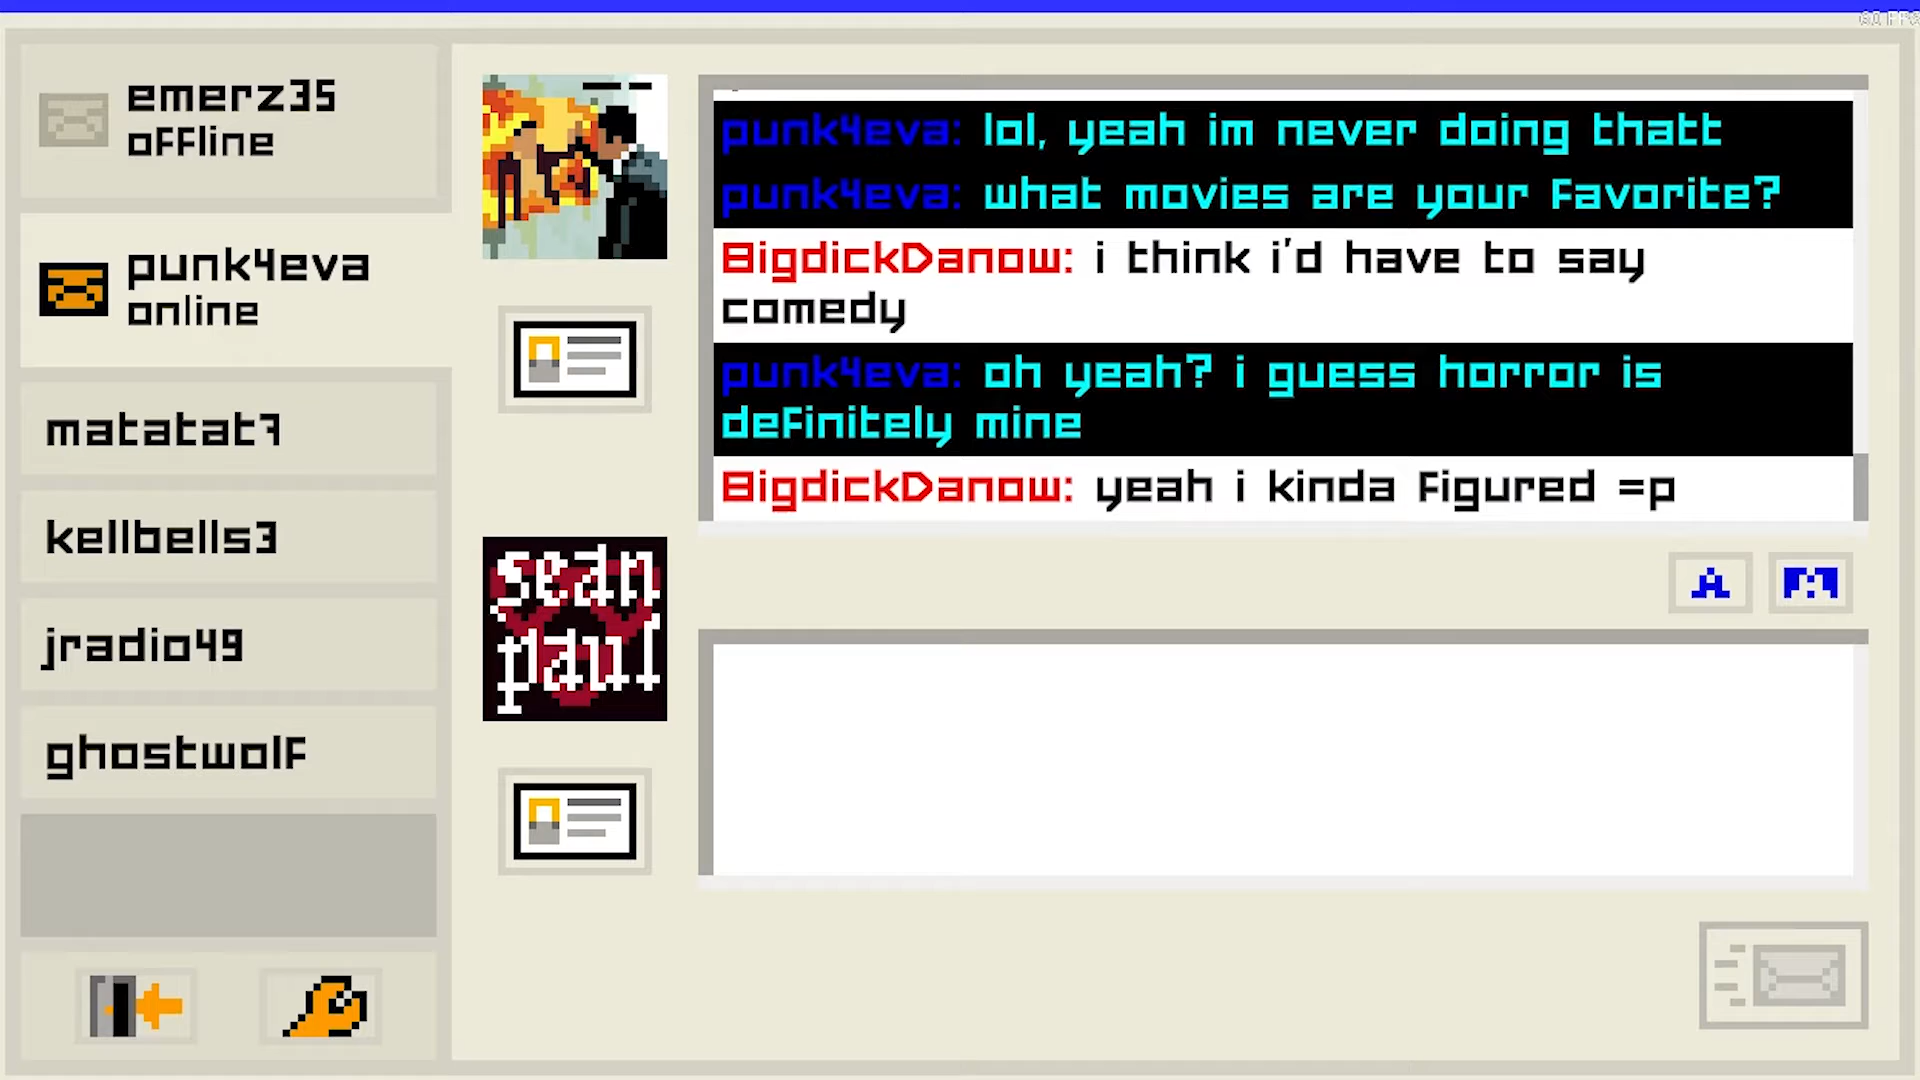 60 FPS
emerz35
offline
punk4eva
online
matatat7
kellbells3
jradio49
ghostwolf
punk4eva: lol, yeah im never doing thatt
punk4eva: what movies are your favorite?
BigdickDanow: i think i'd have to say
comedy
punk4eva: oh yeah? i guess horror is
definitely mine
BigdickDanow: yeah i kinda figured =p
sean
paul
A